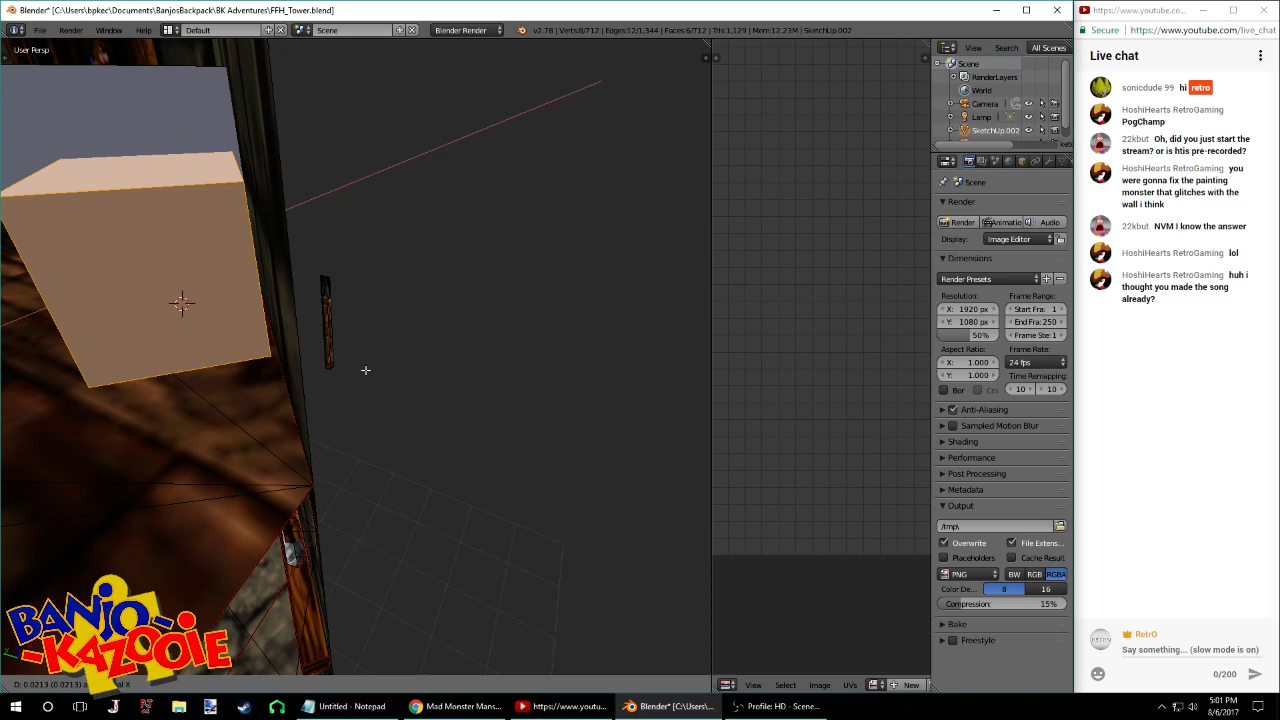 Blender* [C:\Users\bpkec\Documents\BanjosBackpack\BK Adventures\FFH_Tower.blend]
File Render Window Help Default Scene Blender Render v2.78 | Verts:8/712 | Edges:12/1,344 | Faces:6/712 | Tris:1,129 | Mem:12.23M | SketchUp.002
User Persp
View Search All Scenes
Scene
RenderLayers
World
Camera
Lamp
SketchUp.002
Scene
Render
Render Animatio Audio
Display: Image Editor
Dimensions
Render Presets
Resolution: Frame Range:
X: 1920 px Start Fra: 1
Y: 1080 px End Fra: 250
50% Frame Ste: 1
Aspect Ratio: Frame Rate:
X: 1.000 24 fps
Y: 1.000 Time Remapping:
Bor Cro 10 10
Anti-Aliasing
Sampled Motion Blur
Shading
Performance
Post Processing
Metadata
Output
/tmp\
Overwrite File Extens...
Placeholders Cache Result
PNG BW RGB RGBA
Color De... 8 16
Compression: 15%
Bake
Freestyle
BANJO-
-KAZOOIE
D: 0.0213 (0.0213)
View Select Image UVs New
https://www.youtube.co...
Secure https://www.youtube.com/live_chat
Live chat
sonicdude 99 hi retro
HoshiHearts RetroGaming
PogChamp
22kbut Oh, did you just start the
stream? or is htis pre-recorded?
HoshiHearts RetroGaming you
were gonna fix the painting
monster that glitches with the
wall i think
22kbut NVM I know the answer
HoshiHearts RetroGaming lol
HoshiHearts RetroGaming huh i
thought you made the song
already?
RetrO
Say something... (slow mode is on)
0/200
Untitled - Notepad Mad Monster Mans... https://www.youtu... Blender* [C:\Users\... Profile: HD - Scene...
5:01 PM
8/6/2017